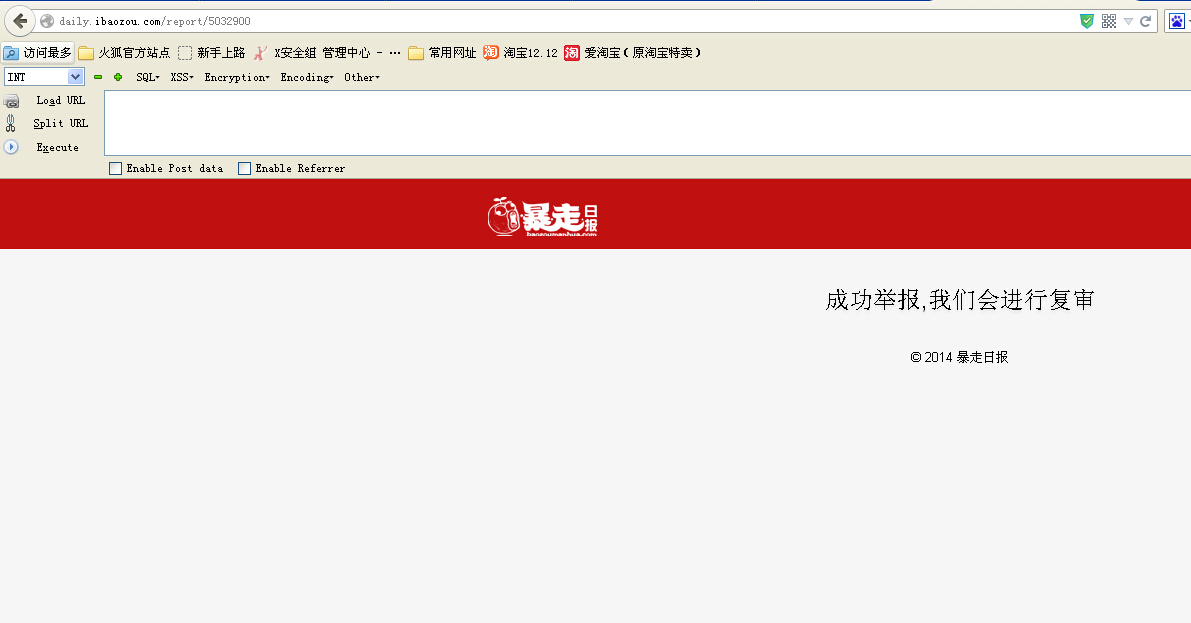 daily.ibaozou.com/report/5032900
访问最多 火狐官方站点 新手上路 X安全组 管理中心 - ... 常用网址 淘 淘宝12.12 淘 爱淘宝（原淘宝特卖）
INT SQL XSS Encryption Encoding Other
Load URL
Split URL
Execute
Enable Post data Enable Referrer
暴走日报
baozoumanhua.com
成功举报,我们会进行复审
© 2014 暴走日报